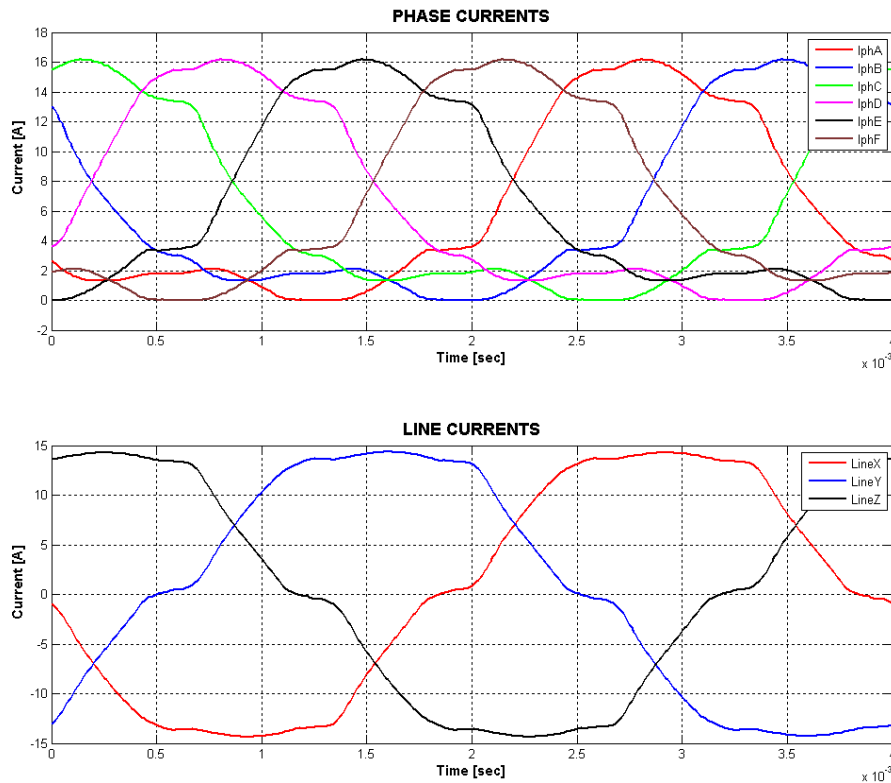 PHASE CURRENTS
18
16
14
12
10
8
6
4
2
0
-2
Current [A]
IphA
IphB
IphC
IphD
IphE
IphF
0 0.5 1 1.5 2 2.5 3 3.5 4
Time [sec]
x 10⁻³
LINE CURRENTS
15
10
5
0
-5
-10
-15
Current [A]
LineX
LineY
LineZ
0 0.5 1 1.5 2 2.5 3 3.5 4
Time [sec]
x 10⁻³